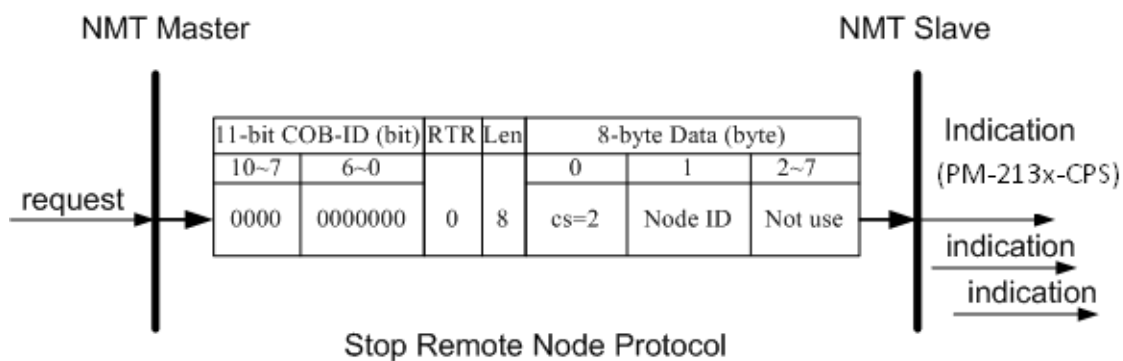 NMT Master
NMT Slave
11-bit COB-ID (bit) RTR Len 8-byte Data (byte)
10~7 6~0 0 1 2~7
0000 0000000 0 8 cs=2 Node ID Not use
request
Indication
(PM-213x-CPS)
indication
indication
Stop Remote Node Protocol